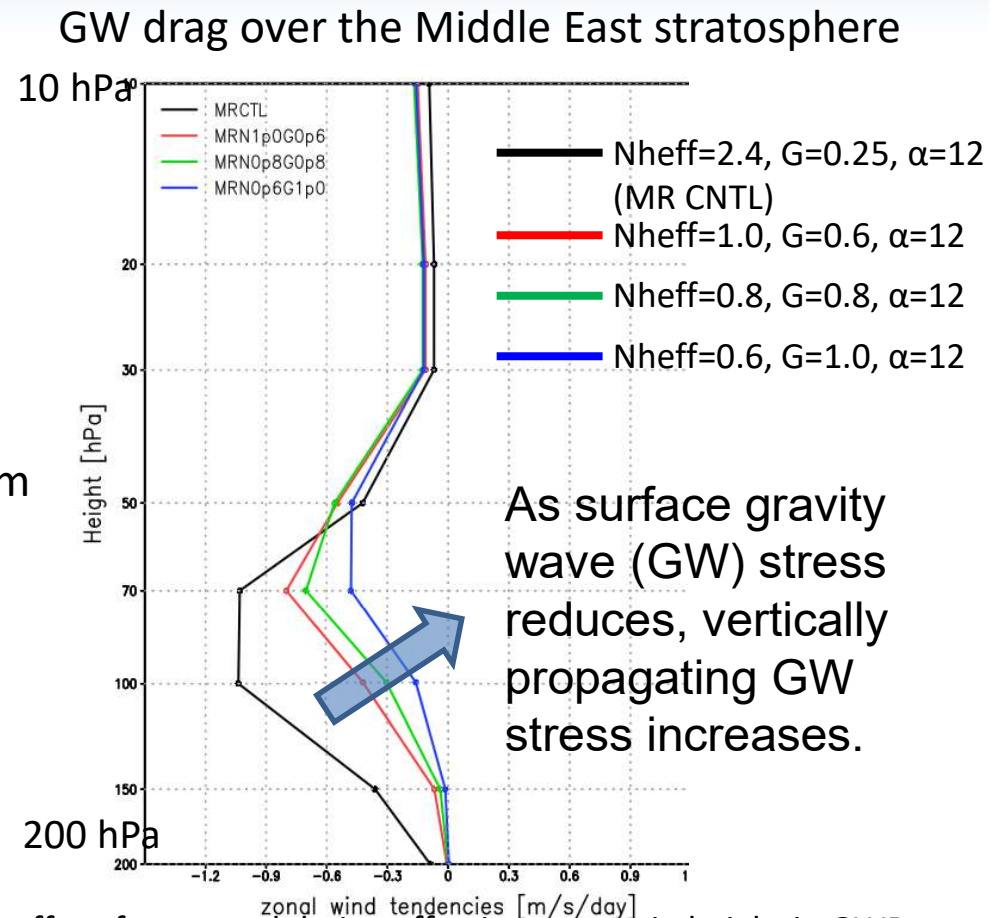 GW drag over the Middle East stratosphere
10 hPa
10
MRCTL
MRN1p0G0p6
MRN0p8G0p8
MRN0p6G1p0
Nheff=2.4, G=0.25, α=12
(MR CNTL)
Nheff=1.0, G=0.6, α=12
Nheff=0.8, G=0.8, α=12
Nheff=0.6, G=1.0, α=12
20
30
m
Height [hPa]
50
70
100
150
200 hPa
200
As surface gravity
wave (GW) stress
reduces, vertically
propagating GW
stress increases.
-1.2 -0.9 -0.6 -0.3 0 0.3 0.6 0.9 1
zonal wind tendencies [m/s/day]